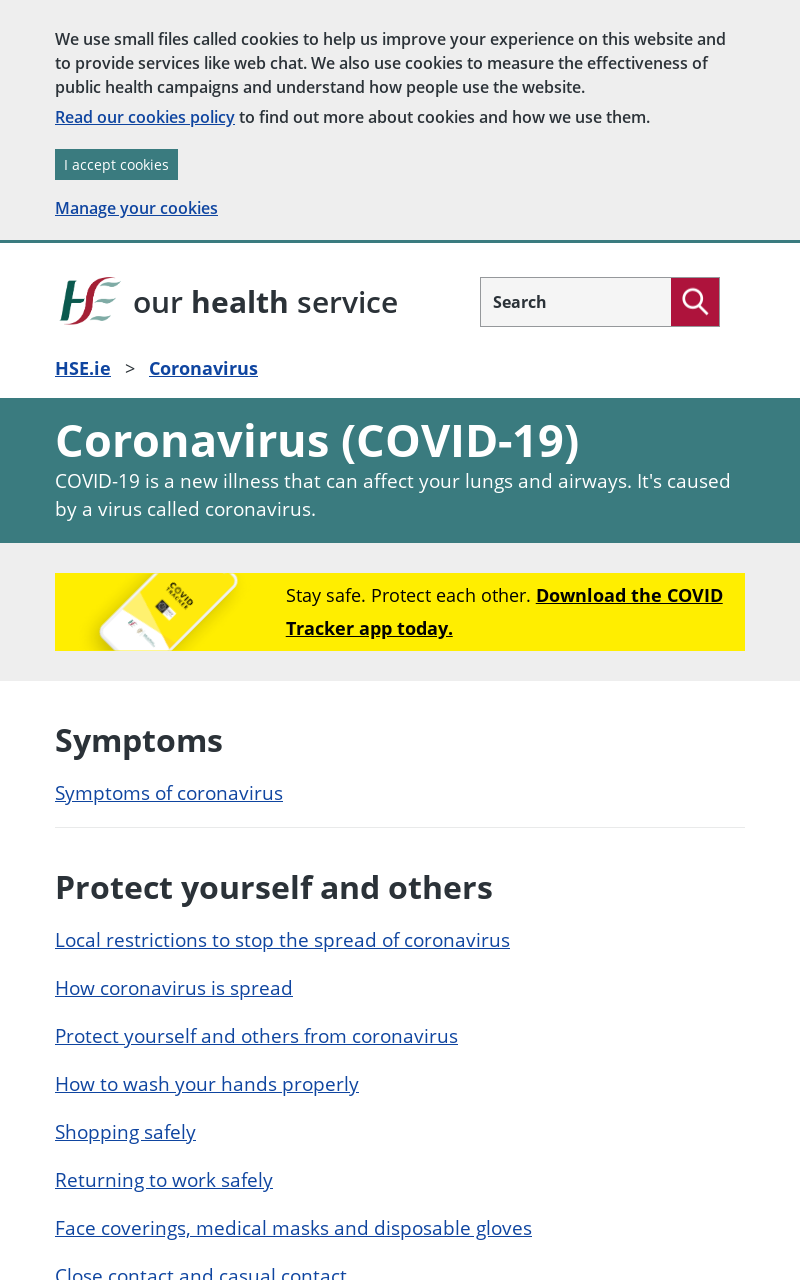 We use small files called cookies to help us improve your experience on this website and
to provide services like web chat. We also use cookies to measure the effectiveness of
public health campaigns and understand how people use the website.
Read our cookies policy to find out more about cookies and how we use them.
I accept cookies
Manage your cookies
our health service
Search
HSE.ie > Coronavirus
Coronavirus (COVID-19)
COVID-19 is a new illness that can affect your lungs and airways. It's caused
by a virus called coronavirus.
COVID
TRACKER
Stay safe. Protect each other. Download the COVID
Tracker app today.
Symptoms
Symptoms of coronavirus
Protect yourself and others
Local restrictions to stop the spread of coronavirus
How coronavirus is spread
Protect yourself and others from coronavirus
How to wash your hands properly
Shopping safely
Returning to work safely
Face coverings, medical masks and disposable gloves
Close contact and casual contact